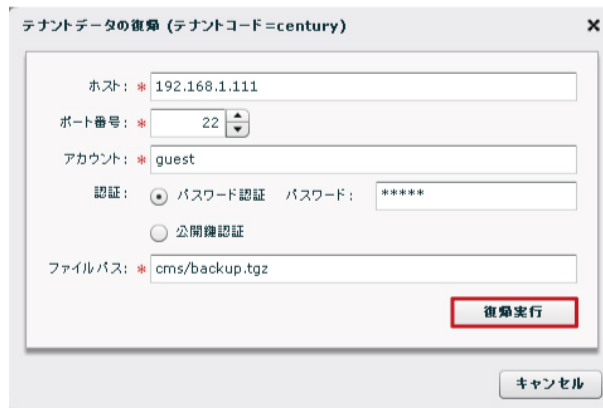 テナントデータの復帰 (テナントコード=century) ×
ホスト: * 192.168.1.111
ポート番号: * 22
アカウント: * guest
認証: パスワード認証 パスワード: *****
公開鍵認証
ファイルパス: * cms/backup.tgz
復帰実行
キャンセル